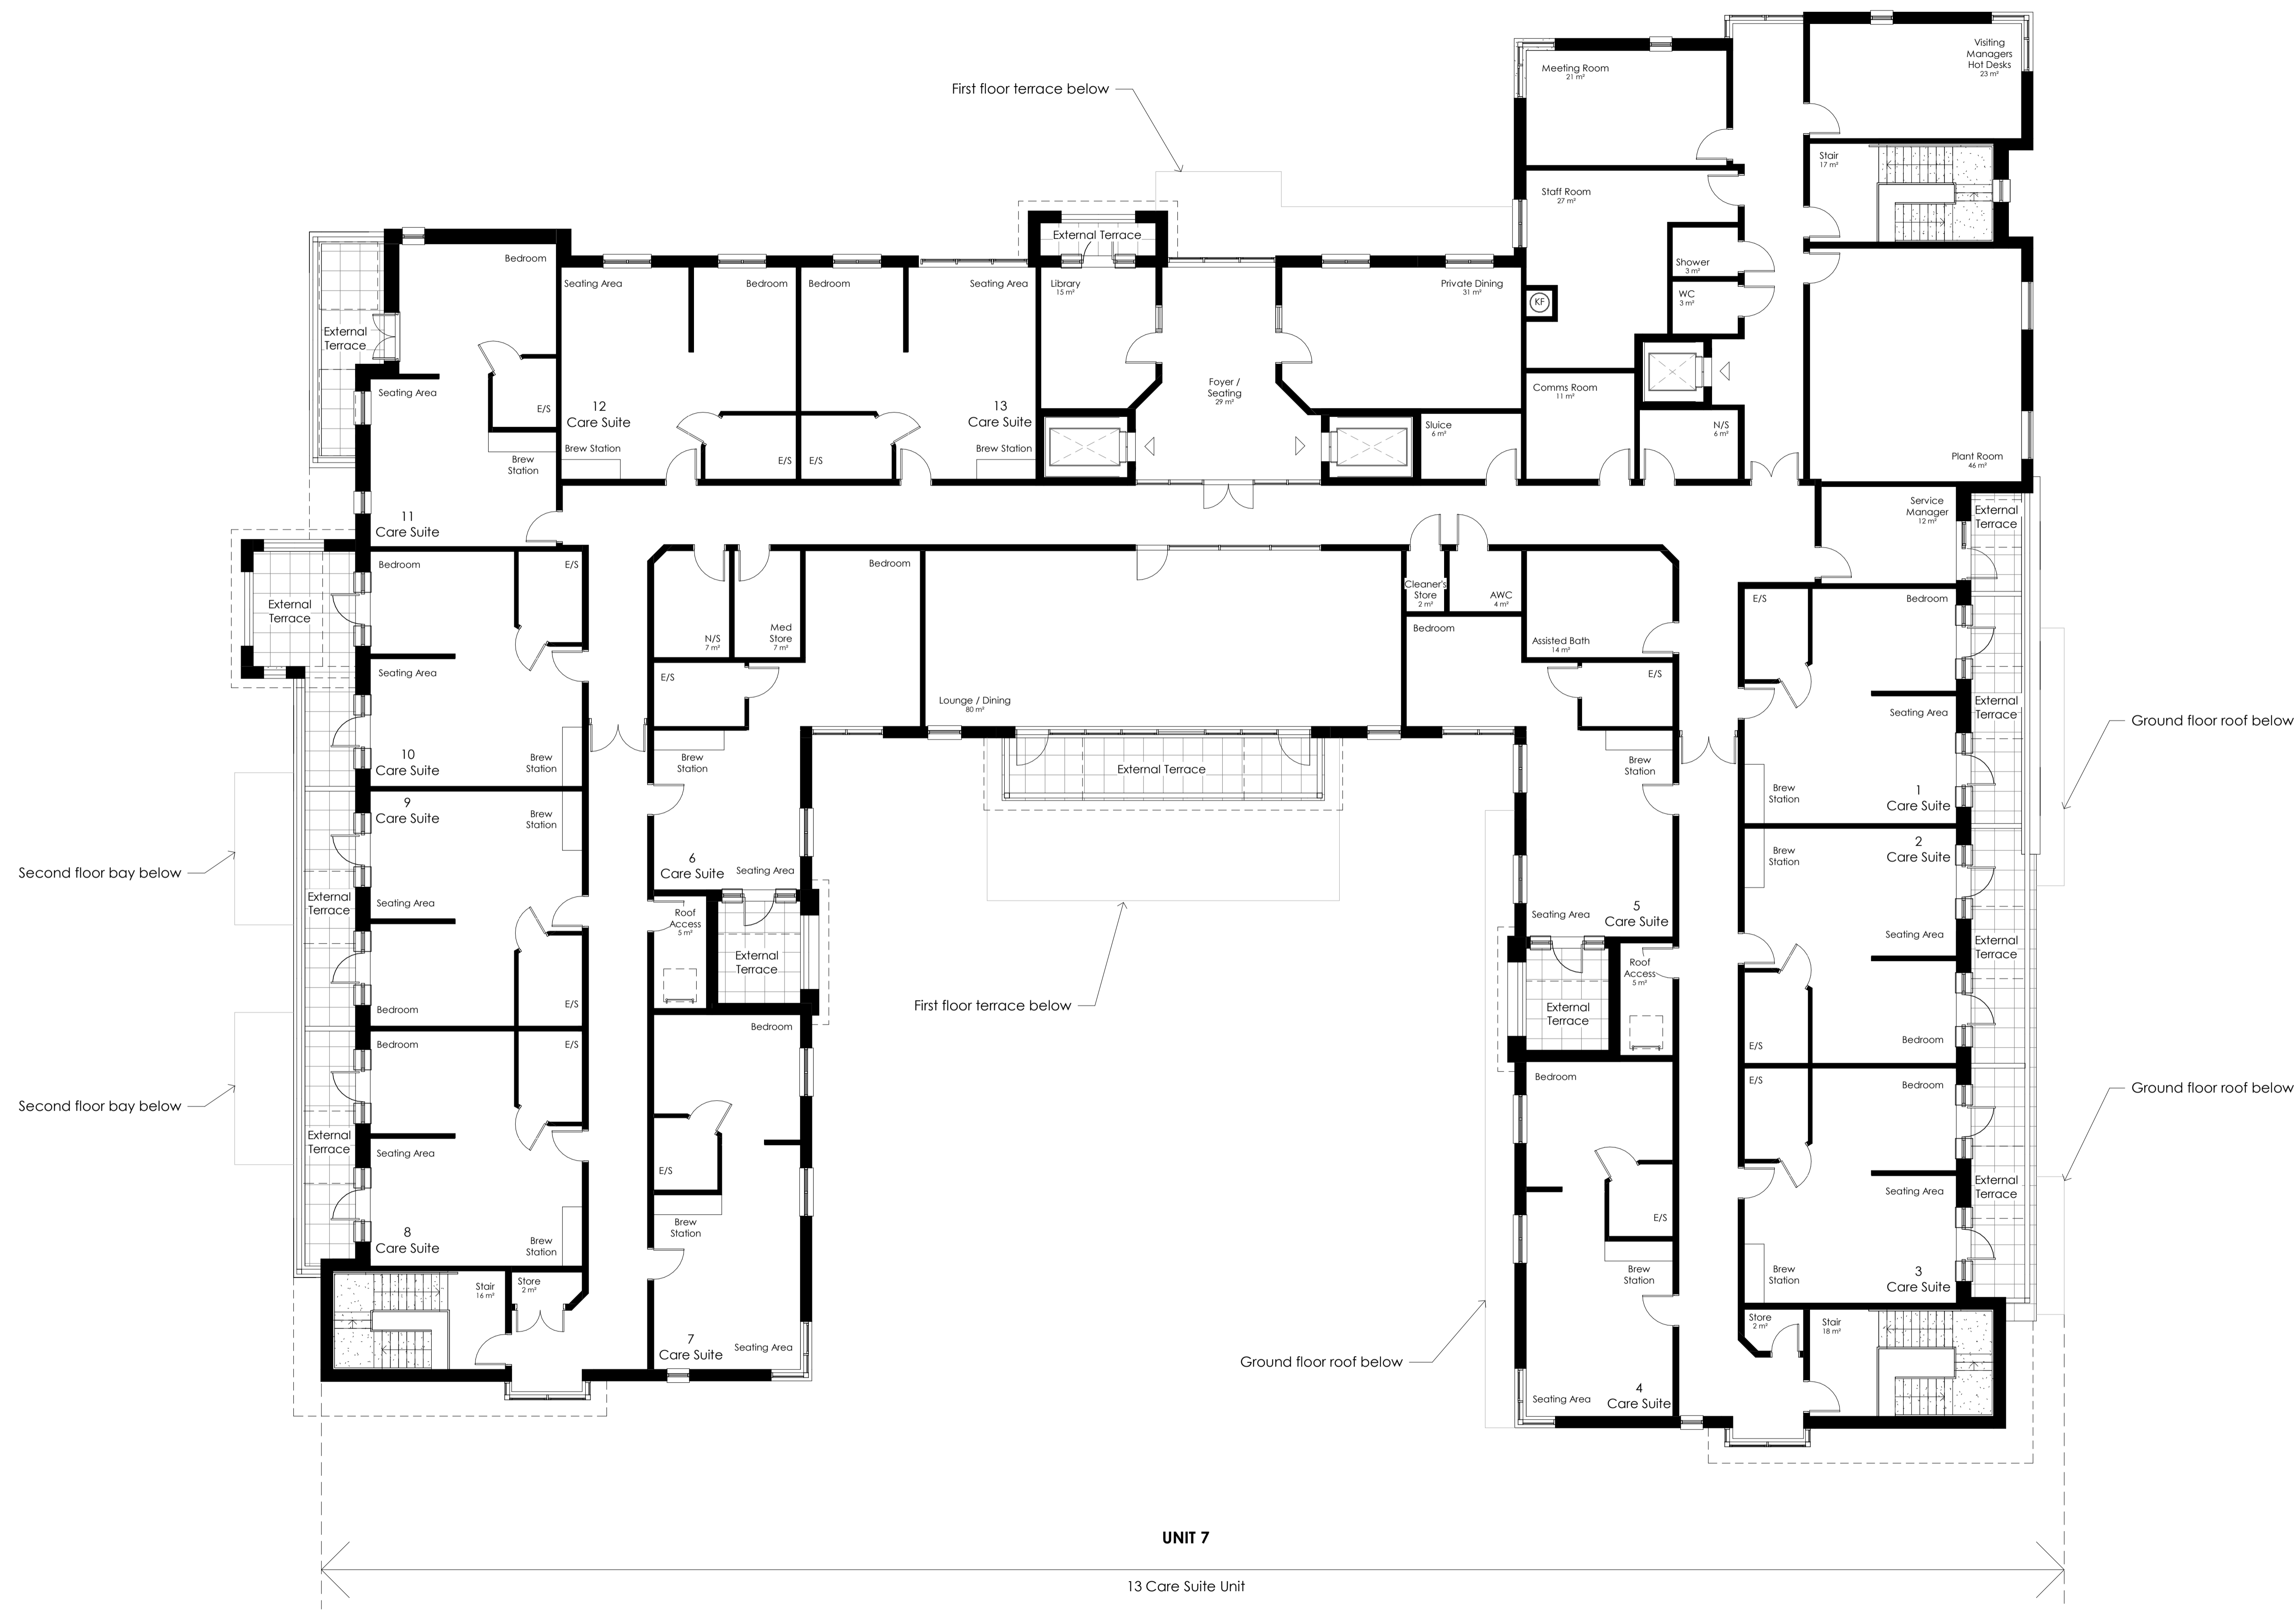 Visiting
Managers
Hot Desks
23 m²
Meeting Room
21 m²
First floor terrace below
Stair
17 m²
Staff Room
27 m²
External Terrace
Shower
3 m²
WC
3 m²
KF
Bedroom
Seating Area
Bedroom
Bedroom
Seating Area
Library
15 m²
Private Dining
31 m²
External
Terrace
Seating Area
E/S
12
Care Suite
Brew Station
E/S
E/S
13
Care Suite
Brew Station
Foyer /
Seating
29 m²
Sluice
6 m²
Comms Room
11 m²
N/S
6 m²
Plant Room
46 m²
Brew
Station
11
Care Suite
Service
Manager
12 m²
External
Terrace
Bedroom
E/S
External
Terrace
Seating Area
10
Care Suite
Brew
Station
N/S
7 m²
Med
Store
7 m²
Bedroom
E/S
Brew
Station
Lounge / Dining
80 m²
External Terrace
Cleaner's
Store
2 m²
AWC
4 m²
Bedroom
Assisted Bath
14 m²
E/S
Brew
Station
E/S
Bedroom
External
Terrace
Seating Area
Brew
Station
1
Care Suite
Ground floor roof below
9
Care Suite
Brew
Station
Second floor bay below
External
Terrace
Seating Area
Bedroom
E/S
6
Care Suite
Seating Area
Roof
Access
5 m²
External
Terrace
First floor terrace below
Seating Area
5
Care Suite
Roof
Access
5 m²
External
Terrace
Brew
Station
2
Care Suite
Seating Area
External
Terrace
E/S
Bedroom
Bedroom
E/S
Second floor bay below
External
Terrace
Seating Area
8
Care Suite
Brew
Station
Bedroom
E/S
Brew
Station
7
Care Suite
Seating Area
Bedroom
E/S
Brew
Station
Seating Area
4
Care Suite
E/S
Bedroom
Ground floor roof below
Seating Area
External
Terrace
Brew
Station
3
Care Suite
Stair
16 m²
Store
2 m²
Ground floor roof below
Store
2 m²
Stair
18 m²
UNIT 7
13 Care Suite Unit